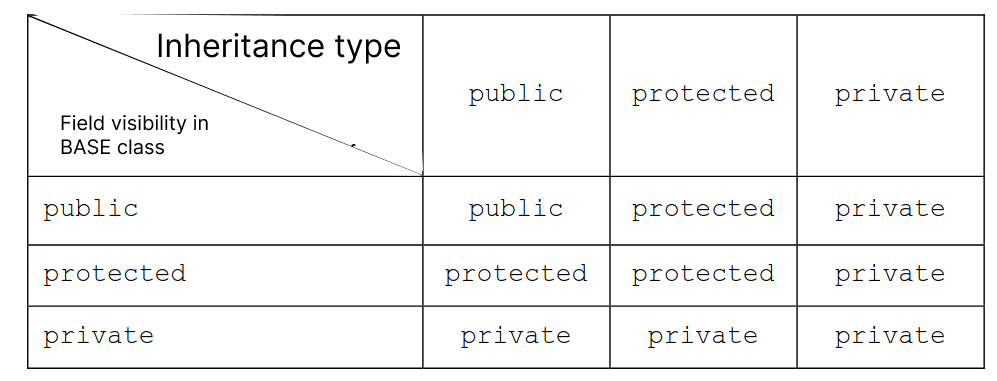 Inheritance type
Field visibility in
BASE class
public protected private
public public protected private
protected protected protected private
private private private private